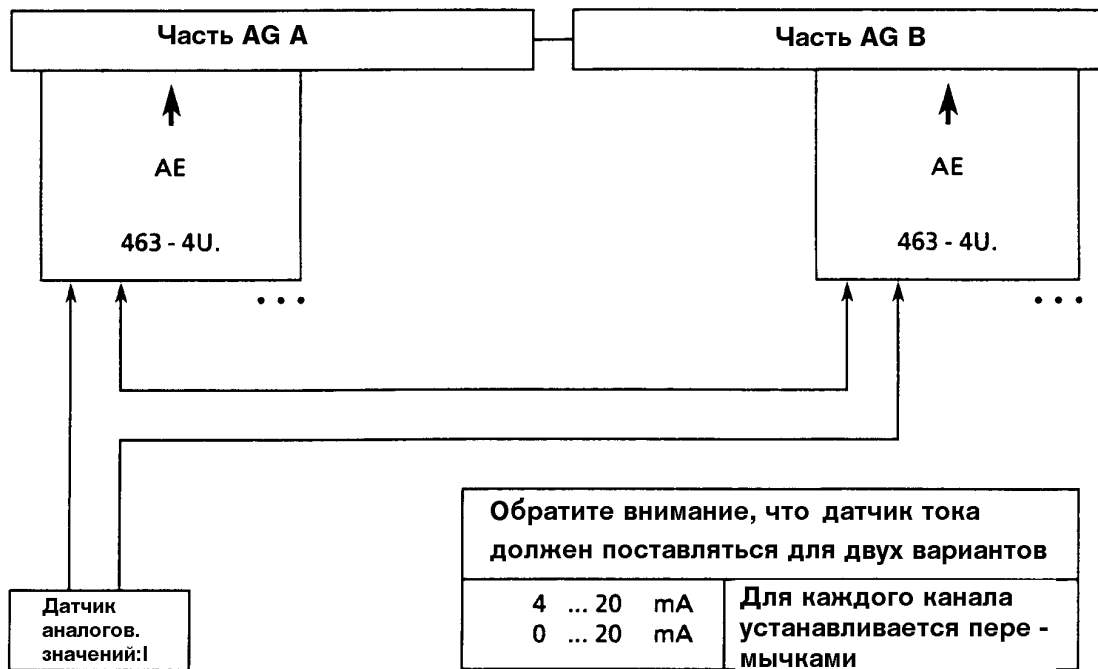 Часть AG A
Часть AG B
AE
463 - 4U.
...
AE
463 - 4U.
...
Обратите внимание, что датчик тока
должен поставляться для двух вариантов
4 ... 20 mA
0 ... 20 mA
Для каждого канала
устанавливается пере -
мычками
Датчик
аналогов.
значений:I